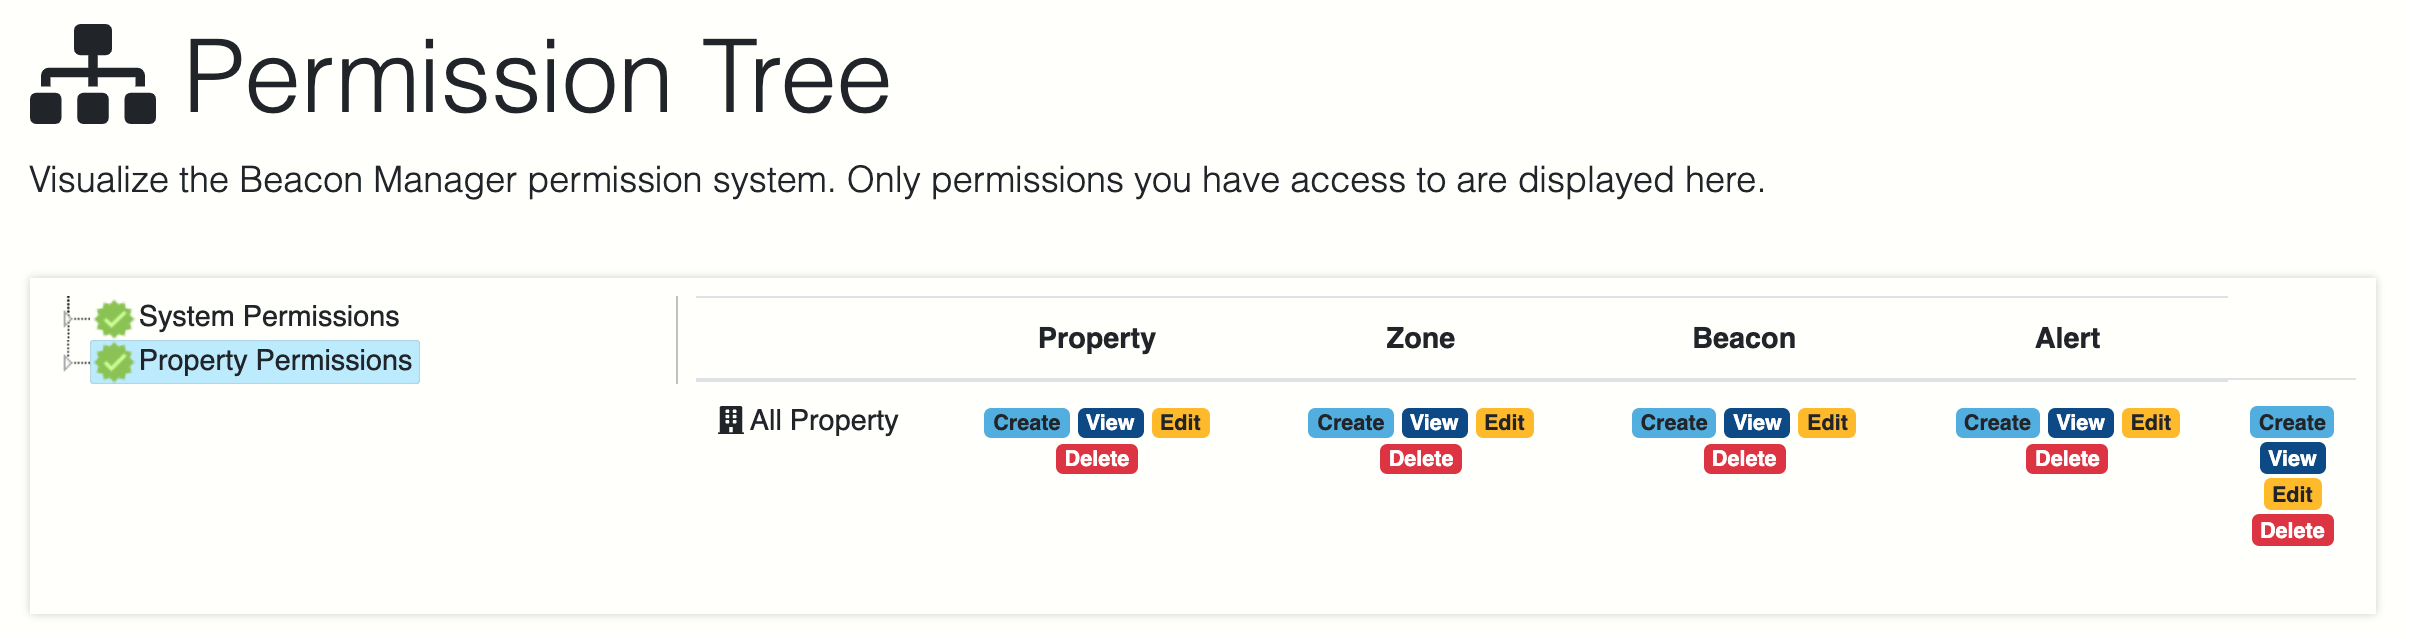 Permission Tree
Visualize the Beacon Manager permission system. Only permissions you have access to are displayed here.
System Permissions
Property Permissions
Property Zone Beacon Alert
All Property Create View Edit Create View Edit Create View Edit Create View Edit Create
Delete Delete Delete Delete View
Edit
Delete